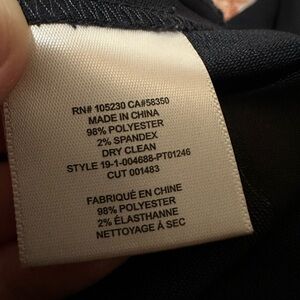 RN# 105230 CA#58350
MADE IN CHINA
98% POLYESTER
2% SPANDEX
DRY CLEAN
STYLE 19-1-004688-PT01246
CUT 001483
FABRIQUÉ EN CHINE
98% POLYESTER
2% ÉLASTHANNE
NETTOYAGE À SEC